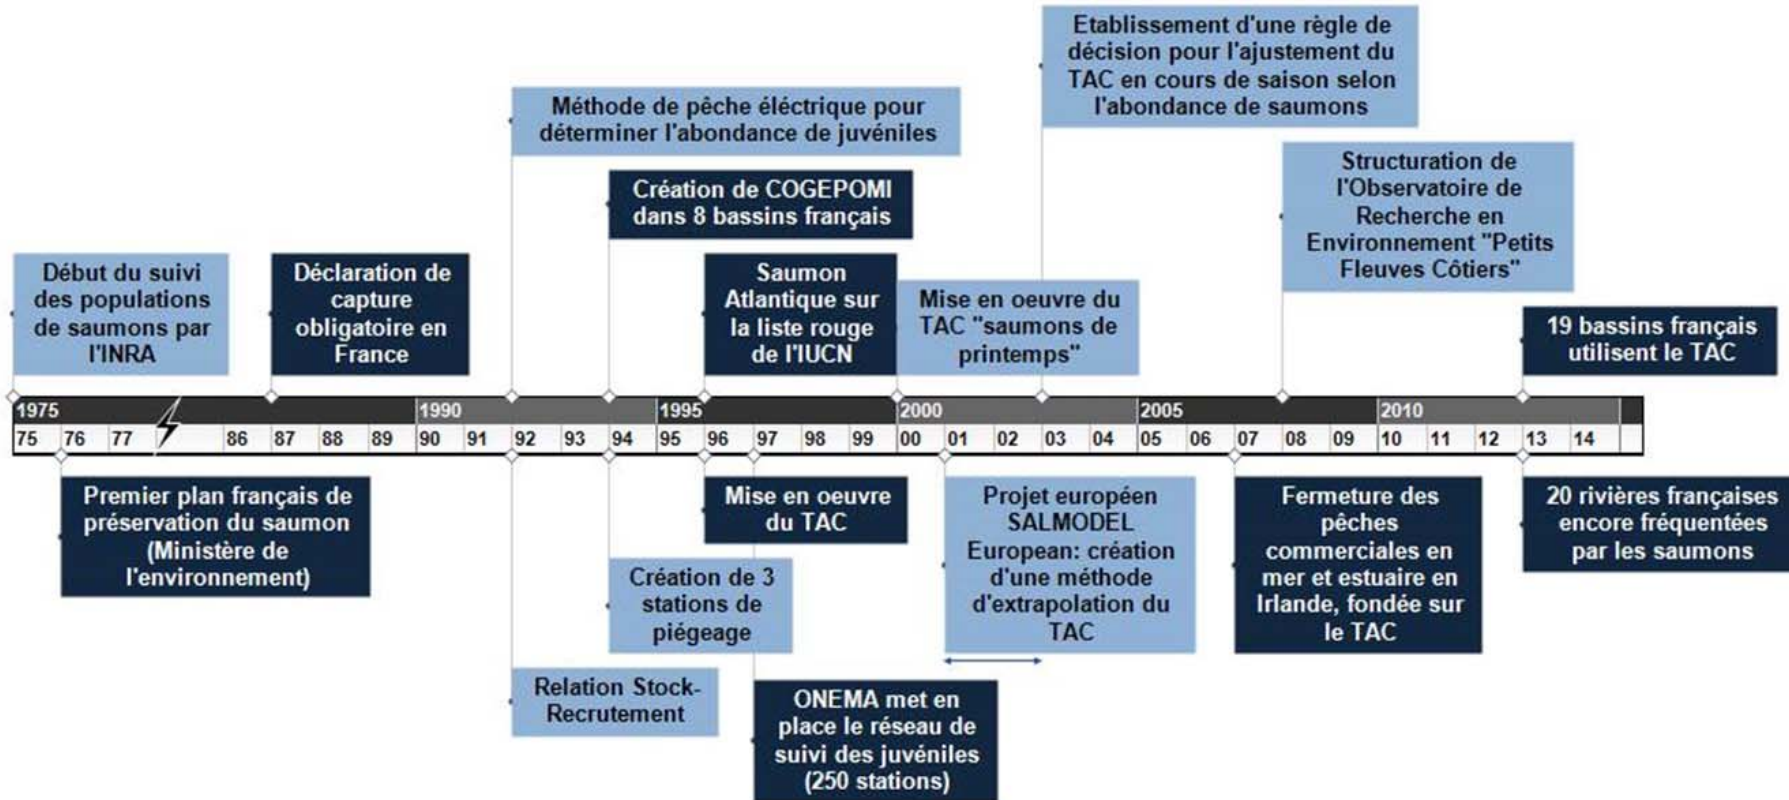 Etablissement d'une règle de
décision pour l'ajustement du
TAC en cours de saison selon
l'abondance de saumons
Méthode de pêche éléctrique pour
déterminer l'abondance de juvéniles
Structuration de
l'Observatoire de
Recherche en
Environnement "Petits
Fleuves Côtiers"
Création de COGEPOMI
dans 8 bassins français
Début du suivi
des populations
de saumons par
l'INRA
Déclaration de
capture
obligatoire en
France
Saumon
Atlantique sur
la liste rouge
de l'IUCN
Mise en oeuvre du
TAC "saumons de
printemps"
19 bassins français
utilisent le TAC
1975 1990 1995 2000 2005 2010
75 76 77 86 87 88 89 90 91 92 93 94 95 96 97 98 99 00 01 02 03 04 05 06 07 08 09 10 11 12 13 14
Premier plan français de
préservation du saumon
(Ministère de
l'environnement)
Mise en oeuvre
du TAC
Projet européen
SALMODEL
European: création
d'une méthode
d'extrapolation du
TAC
Fermeture des
pêches
commerciales en
mer et estuaire en
Irlande, fondée sur
le TAC
20 rivières françaises
encore fréquentées
par les saumons
Création de 3
stations de
piégeage
Relation Stock-
Recrutement
ONEMA met en
place le réseau de
suivi des juvéniles
(250 stations)